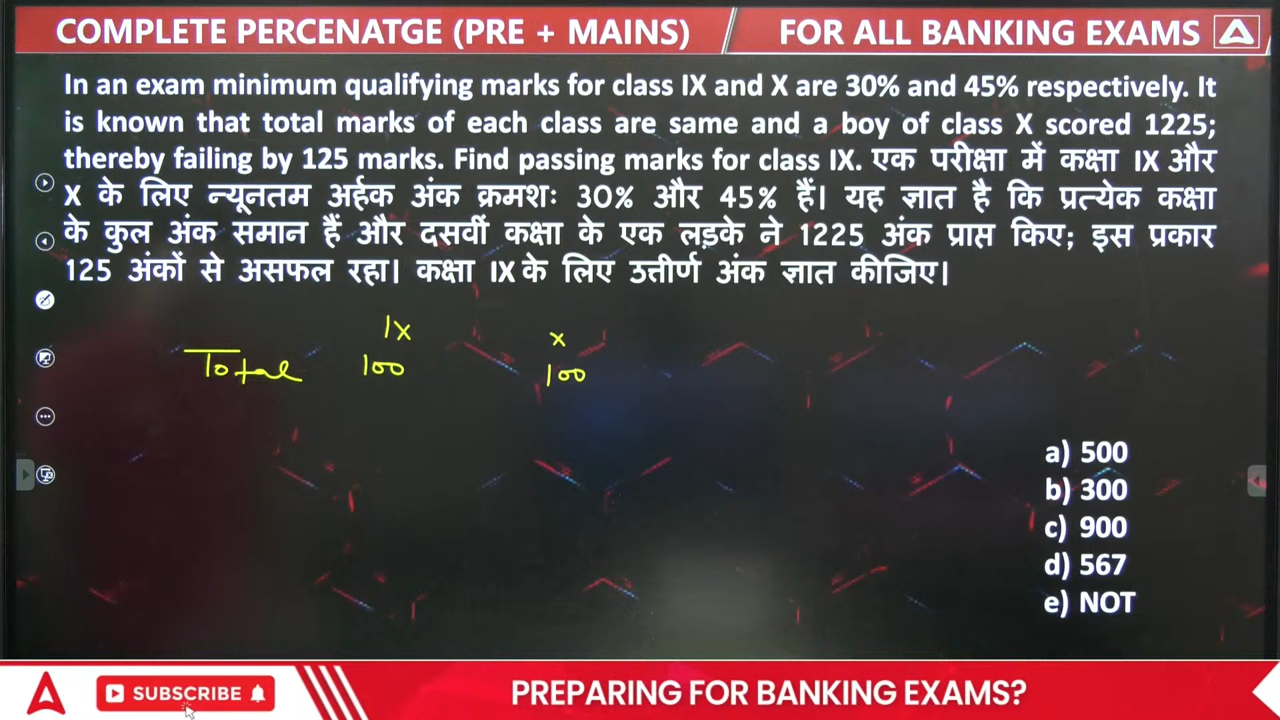 COMPLETE PERCENATGE (PRE + MAINS)
FOR ALL BANKING EXAMS
In an exam minimum qualifying marks for class IX and X are 30% and 45% respectively. It
is known that total marks of each class are same and a boy of class X scored 1225;
thereby failing by 125 marks. Find passing marks for class IX. एक परीक्षा में कक्षा IX और
X के लिए न्यूनतम अर्हक अंक क्रमशः 30% और 45% हैं। यह ज्ञात है कि प्रत्येक कक्षा
के कुल अंक समान हैं और दसवीं कक्षा के एक लड़के ने 1225 अंक प्राप्त किए; इस प्रकार
125 अंकों से असफल रहा। कक्षा IX के लिए उत्तीर्ण अंक ज्ञात कीजिए।
IX x
Total 100 100
a) 500
b) 300
c) 900
d) 567
e) NOT
SUBSCRIBE
PREPARING FOR BANKING EXAMS?